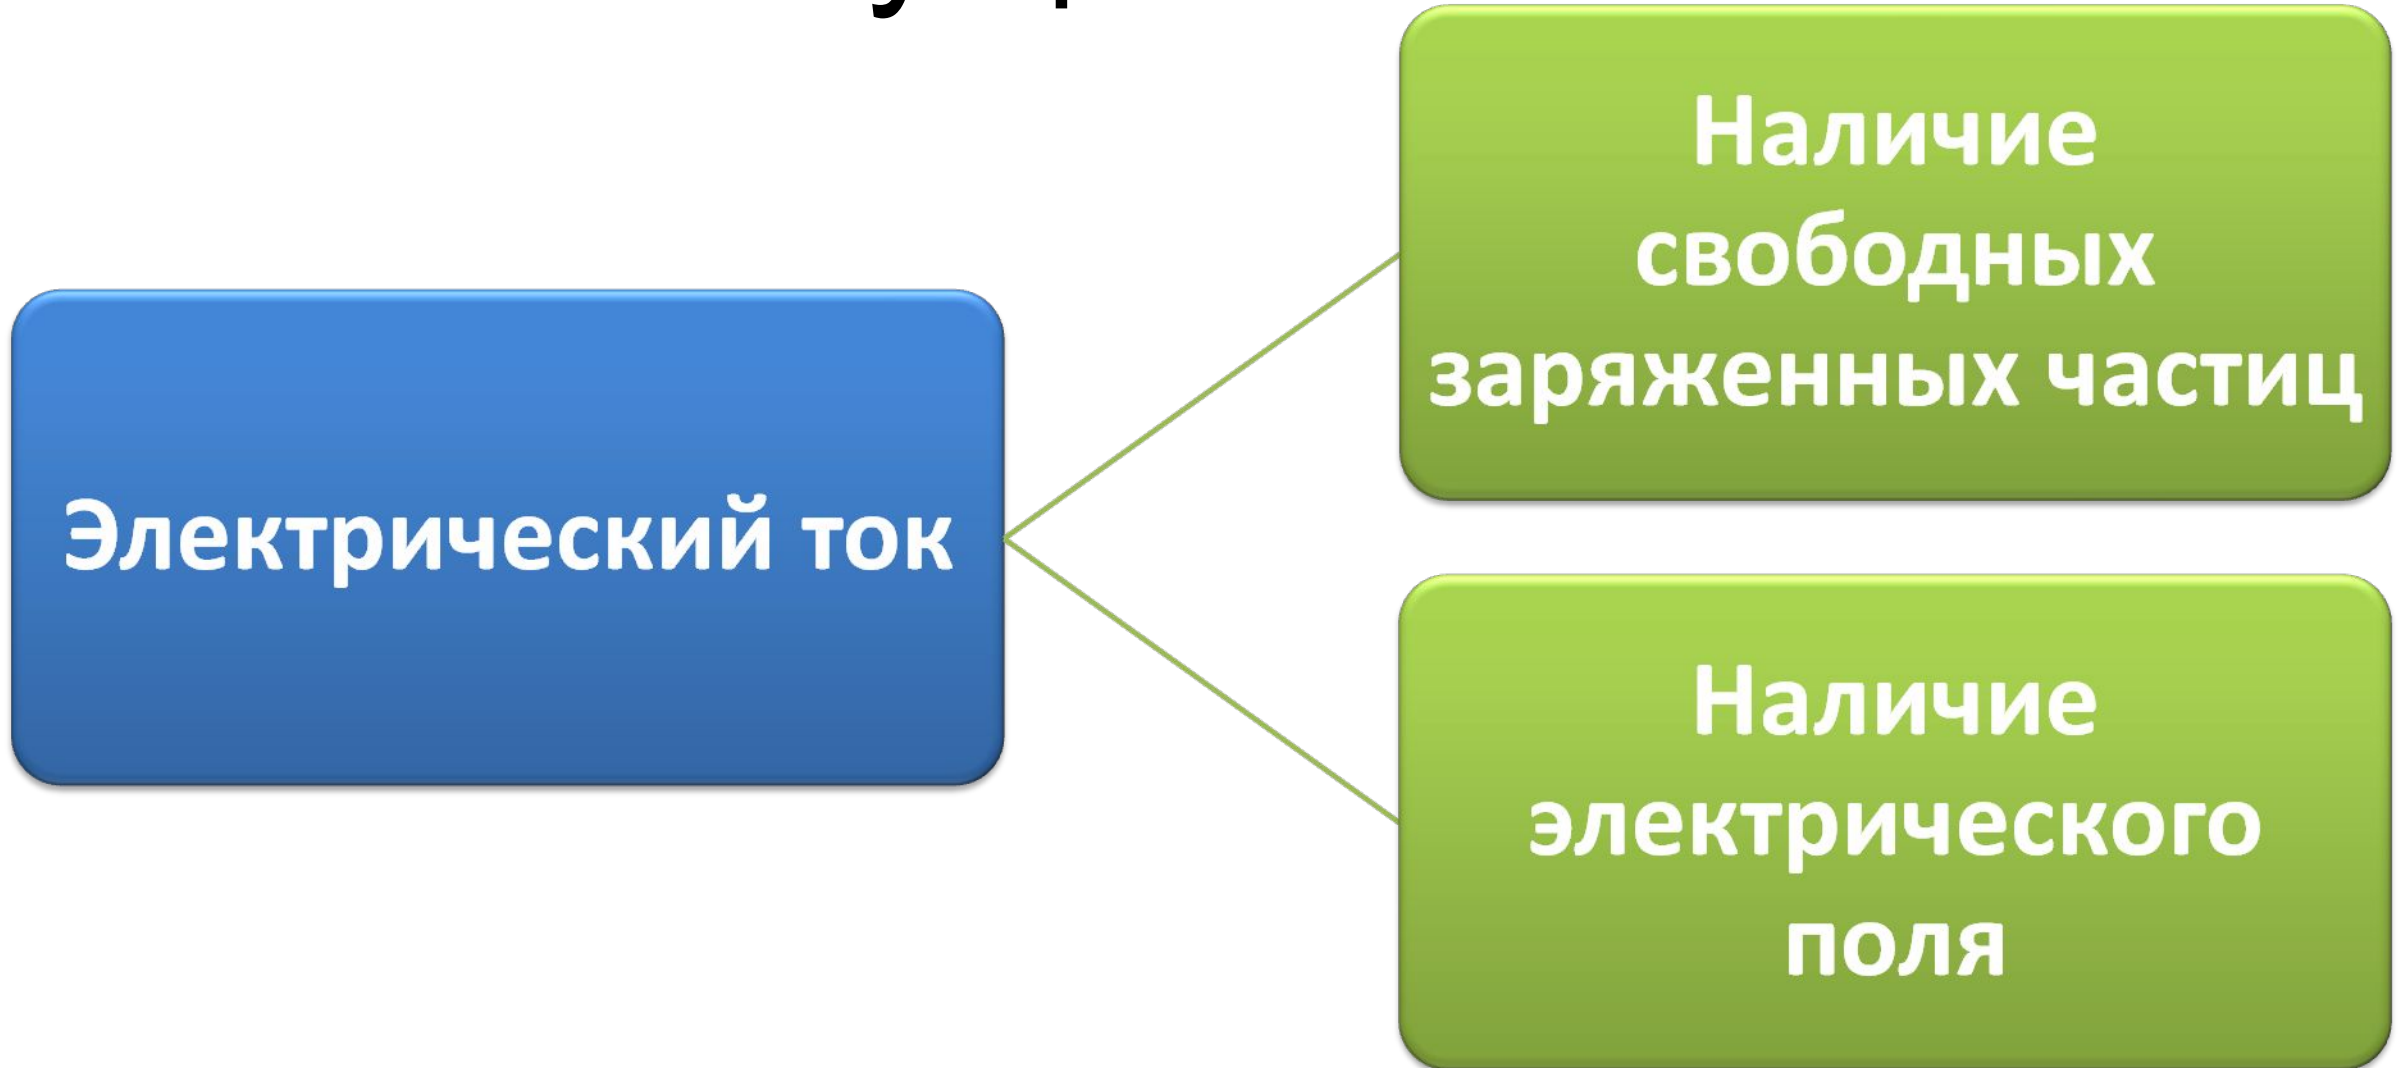 Электрический ток
Наличие
свободных
заряженных частиц
Наличие
электрического
поля